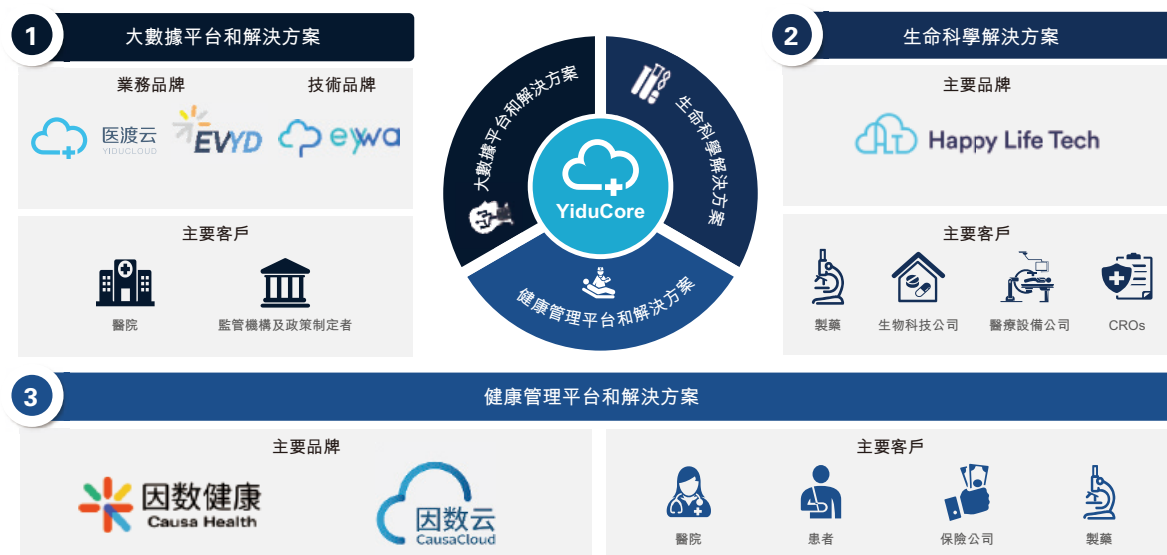 1
大數據平台和解決方案
業務品牌
技術品牌
医渡云
YIDUCLOUD
EVYD
eywa
主要客戶
醫院
監管機構及政策制定者
大數據平台和解決方案
生命科學解決方案
健康管理平台和解決方案
YiduCore
2
生命科學解決方案
主要品牌
Happy Life Tech
主要客戶
製藥
生物科技公司
醫療設備公司
CROs
3
健康管理平台和解決方案
主要品牌
因数健康
Causa Health
因数云
CausaCloud
主要客戶
醫院
患者
保險公司
製藥